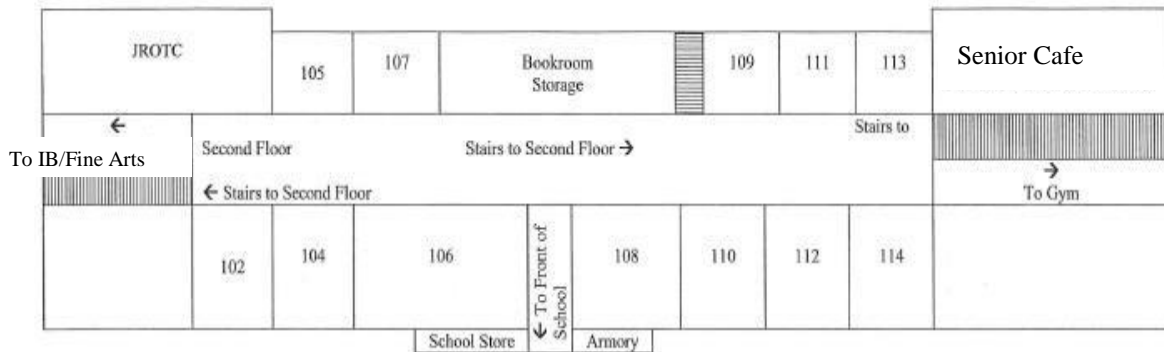 JROTC
105
107
Bookroom
Storage
109
111
113
Senior Cafe
←
To IB/Fine Arts
Second Floor
Stairs to Second Floor →
Stairs to
← Stairs to Second Floor
→
To Gym
102
104
106
← To Front of
School
108
110
112
114
School Store
Armory